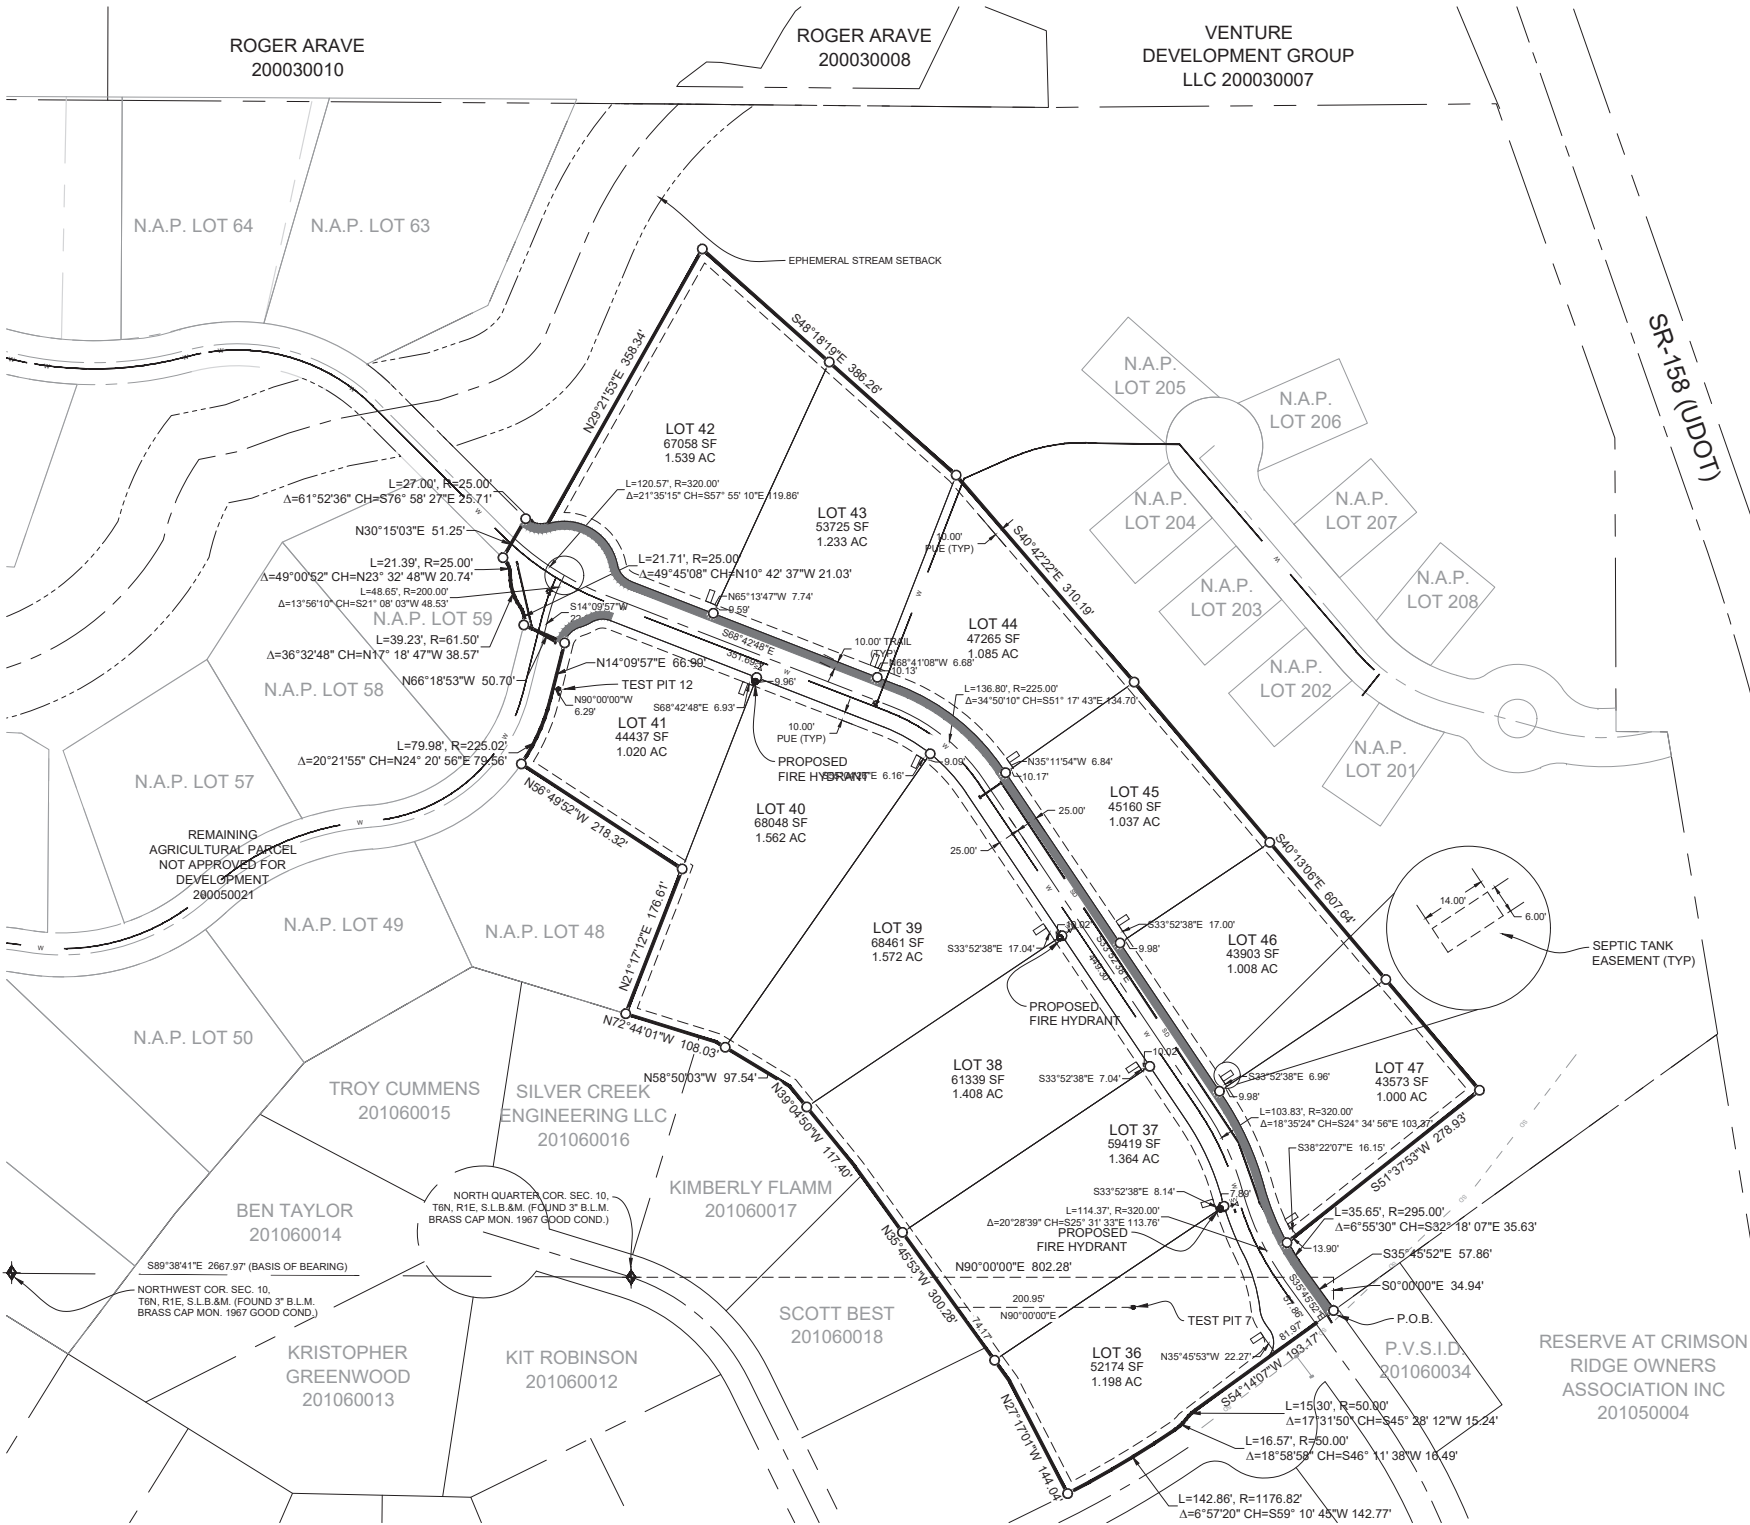 ROGER ARAVE
200030010
ROGER ARAVE
200030008
VENTURE
DEVELOPMENT GROUP
LLC 200030007
SR-158 (UDOT)
N.A.P. LOT 64
N.A.P. LOT 63
EPHEMERAL STREAM SETBACK
S48°18'19"E 386.26'
N29°21'53"E 358.34'
N.A.P.
LOT 205
N.A.P.
LOT 206
N.A.P.
LOT 204
N.A.P.
LOT 207
N.A.P.
LOT 203
N.A.P.
LOT 208
N.A.P.
LOT 202
N.A.P.
LOT 201
LOT 42
67058 SF
1.539 AC
L=27.00', R=25.00'
Δ=61°52'36" CH=S76° 58' 27"E 25.71'
L=120.57', R=320.00'
Δ=21°35'15" CH=S57° 55' 10"E 119.86'
N30°15'03"E 51.25'
LOT 43
53725 SF
1.233 AC
10.00'
PUE (TYP)
S40°42'22"E 310.19'
L=21.39', R=25.00'
Δ=49°00'52" CH=N23° 32' 48"W 20.74'
L=48.65', R=200.00'
Δ=13°56'10" CH=S21° 08' 03"W 48.53'
L=21.71', R=25.00'
Δ=49°45'08" CH=N10° 42' 37"W 21.03'
N65°13'47"W 7.74'
9.59'
N.A.P. LOT 59
S14°09'57"W
L=39.23', R=61.50'
Δ=36°32'48" CH=N17° 18' 47"W 38.57'
S68°42'48"E
351.69'
10.00' TRAIL
(TYP)
N68°41'08"W 6.68'
10.13'
LOT 44
47265 SF
1.085 AC
N14°09'57"E 66.99'
N66°18'53"W 50.70'
TEST PIT 12
N90°00'00"W
6.29'
9.96'
S68°42'48"E 6.93'
L=136.80', R=225.00'
Δ=34°50'10" CH=S51° 17' 43"E 134.70'
N.A.P. LOT 58
LOT 41
44437 SF
1.020 AC
10.00'
PUE (TYP)
L=79.98', R=225.02'
Δ=20°21'55" CH=N24° 20' 56"E 79.56'
PROPOSED
FIRE HYDRANT
6.16'
9.09'
N35°11'54"W 6.84'
10.17'
N.A.P. LOT 57
N56°49'52"W 218.32'
LOT 40
68048 SF
1.562 AC
LOT 45
45160 SF
1.037 AC
25.00'
25.00'
S40°13'06"E 607.64'
REMAINING
AGRICULTURAL PARCEL
NOT APPROVED FOR
DEVELOPMENT
200050021
N.A.P. LOT 49
N.A.P. LOT 48
N21°17'12"E 176.61'
LOT 39
68461 SF
1.572 AC
10.02'
S33°52'38"E 17.04'
S33°52'38"E
449.30'
S33°52'38"E 17.00'
9.98'
LOT 46
43903 SF
1.008 AC
14.00'
6.00'
SEPTIC TANK
EASEMENT (TYP)
PROPOSED
FIRE HYDRANT
N.A.P. LOT 50
N72°44'01"W 108.03'
N58°50'03"W 97.54'
N39°04'50"W 117.40'
LOT 38
61339 SF
1.408 AC
10.02'
S33°52'38"E 7.04'
S33°52'38"E 6.96'
9.98'
LOT 47
43573 SF
1.000 AC
TROY CUMMENS
201060015
SILVER CREEK
ENGINEERING LLC
201060016
L=103.83', R=320.00'
Δ=18°35'24" CH=S24° 34' 56"E 103.37'
LOT 37
59419 SF
1.364 AC
S38°22'07"E 16.15'
S51°37'53"W 278.93'
KIMBERLY FLAMM
201060017
NORTH QUARTER COR. SEC. 10,
T6N, R1E, S.L.B.&M. (FOUND 3" B.L.M.
BRASS CAP MON. 1967 GOOD COND.)
S33°52'38"E 8.14'
7.89'
L=114.37', R=320.00'
Δ=20°28'39" CH=S25° 31' 33"E 113.76'
PROPOSED
FIRE HYDRANT
L=35.65', R=295.00'
Δ=6°55'30" CH=S32° 18' 07"E 35.63'
13.90'
BEN TAYLOR
201060014
S89°38'41"E 2667.97' (BASIS OF BEARING)
NORTHWEST COR. SEC. 10,
T6N, R1E, S.L.B.&M. (FOUND 3" B.L.M.
BRASS CAP MON. 1967 GOOD COND.)
N35°45'53"W 300.28'
N90°00'00"E 802.28'
S35°45'52"E 57.86'
S0°00'00"E 34.94'
S35°45'52"E
57.86'
P.O.B.
SCOTT BEST
201060018
200.95'
N90°00'00"E
TEST PIT 7
74.17'
81.97'
N35°45'53"W 22.27'
S54°14'07"W 193.17'
P.V.S.I.D.
201060034
RESERVE AT CRIMSON
RIDGE OWNERS
ASSOCIATION INC
201050004
KRISTOPHER
GREENWOOD
201060013
KIT ROBINSON
201060012
LOT 36
52174 SF
1.198 AC
N27°17'01"W 144.04'
L=15.30', R=50.00'
Δ=17°31'50" CH=S45° 28' 12"W 15.24'
L=16.57', R=50.00'
Δ=18°58'58" CH=S46° 11' 38"W 16.49'
L=142.86', R=1176.82'
Δ=6°57'20" CH=S59° 10' 45"W 142.77'